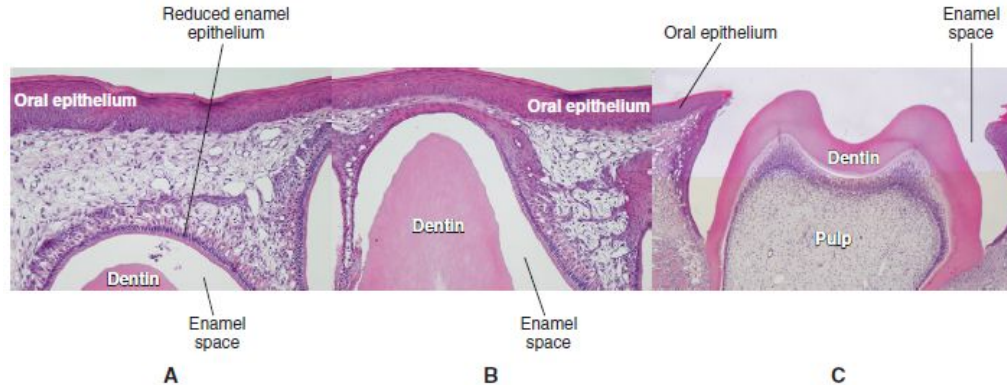 Reduced enamel
epithelium
Oral epithelium
Enamel
space
Oral epithelium
Oral epithelium
Dentin
Dentin
Dentin
Pulp
Enamel
space
Enamel
space
A
B
C